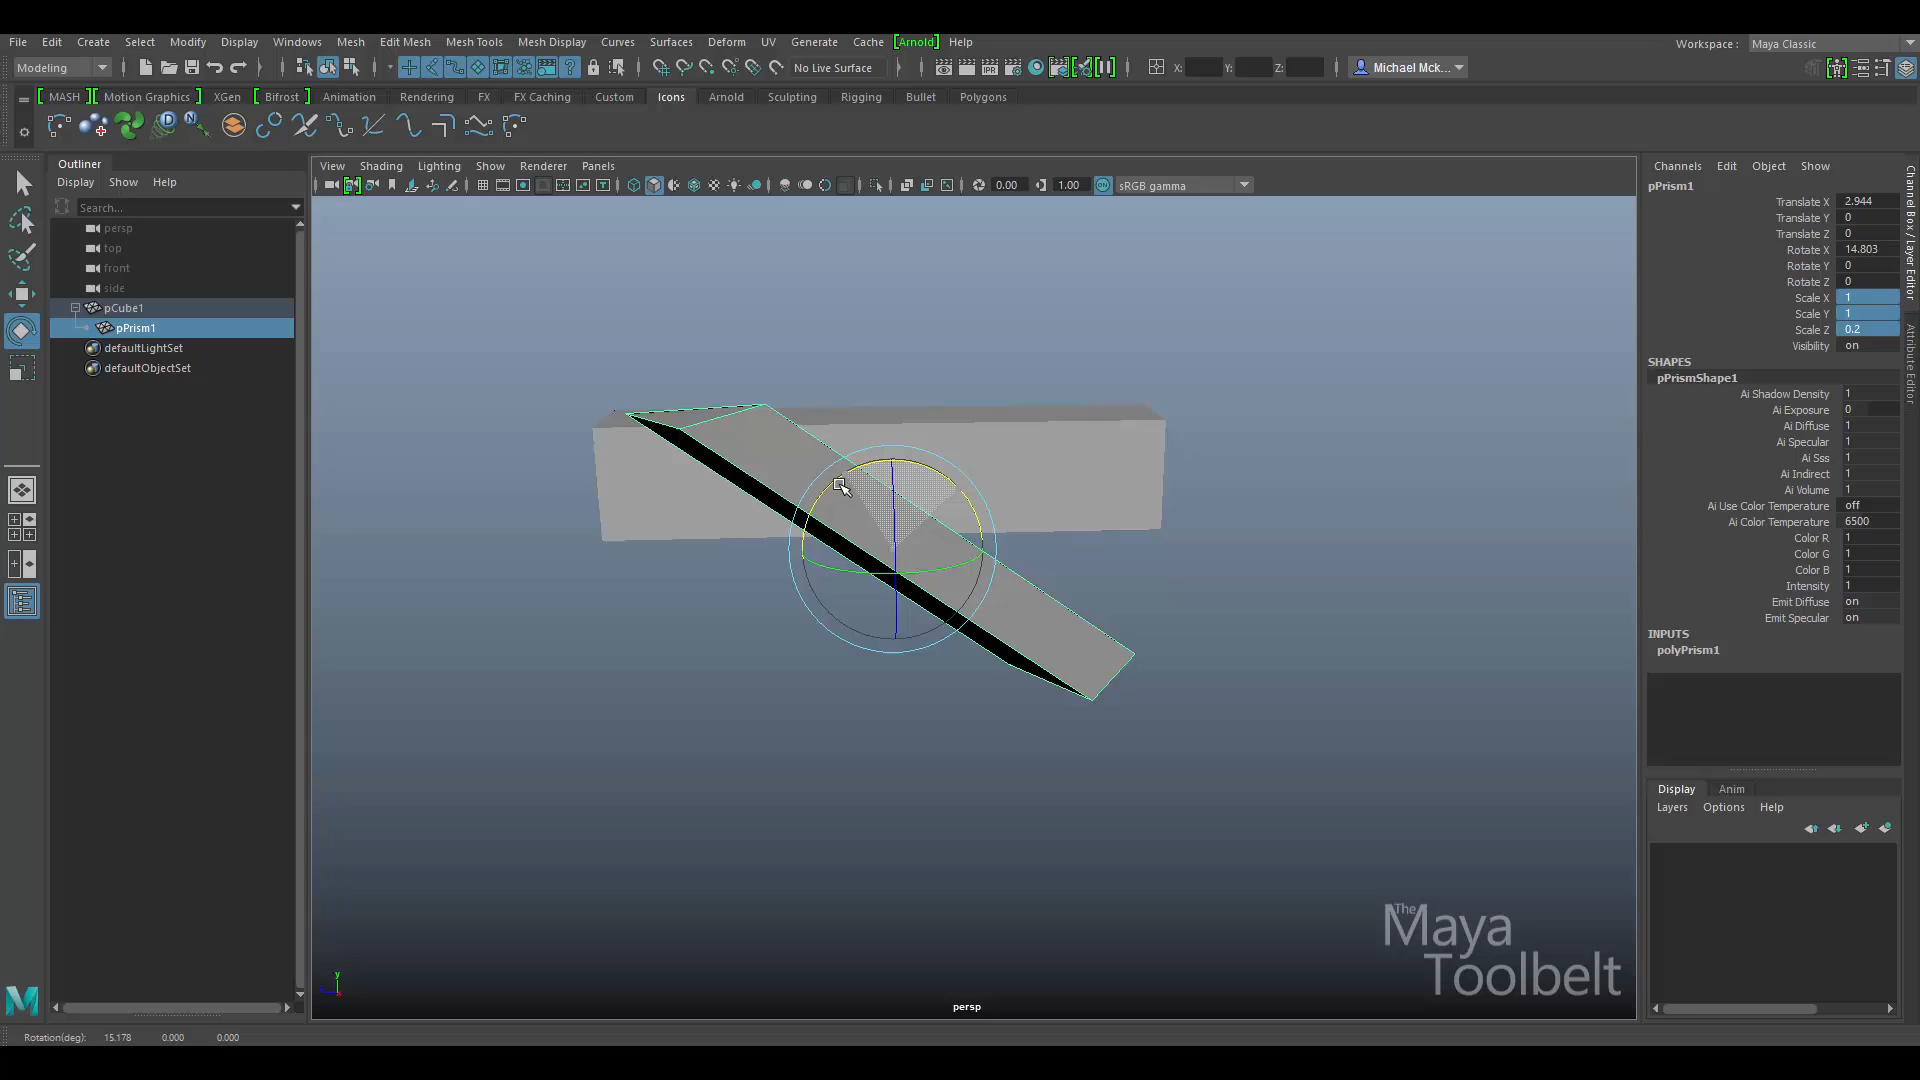 File Edit Create Select Modify Display Windows Mesh Edit Mesh Mesh Tools Mesh Display Curves Surfaces Deform UV Generate Cache [Arnold] Help
Workspace : Maya Classic
Modeling No Live Surface X: Y: Z: Michael Mck...
[ MASH ] [ Motion Graphics ] XGen [ Bifrost ] Animation Rendering FX FX Caching Custom Icons Arnold Sculpting Rigging Bullet Polygons
Outliner
Display Show Help
Search...
persp
top
front
side
pCube1
pPrism1
defaultLightSet
defaultObjectSet
View Shading Lighting Show Renderer Panels
0.00 1.00 ON sRGB gamma
y
persp
The
Maya
Toolbelt
Channels Edit Object Show
pPrism1
Translate X 2.944
Translate Y 0
Translate Z 0
Rotate X 14.803
Rotate Y 0
Rotate Z 0
Scale X 1
Scale Y 1
Scale Z 0.2
Visibility on
SHAPES
pPrismShape1
Ai Shadow Density 1
Ai Exposure 0
Ai Diffuse 1
Ai Specular 1
Ai Sss 1
Ai Indirect 1
Ai Volume 1
Ai Use Color Temperature off
Ai Color Temperature 6500
Color R 1
Color G 1
Color B 1
Intensity 1
Emit Diffuse on
Emit Specular on
INPUTS
polyPrism1
Display Anim
Layers Options Help
Channel Box / Layer Editor
Attribute Editor
M
Rotation(deg): 15.178 0.000 0.000